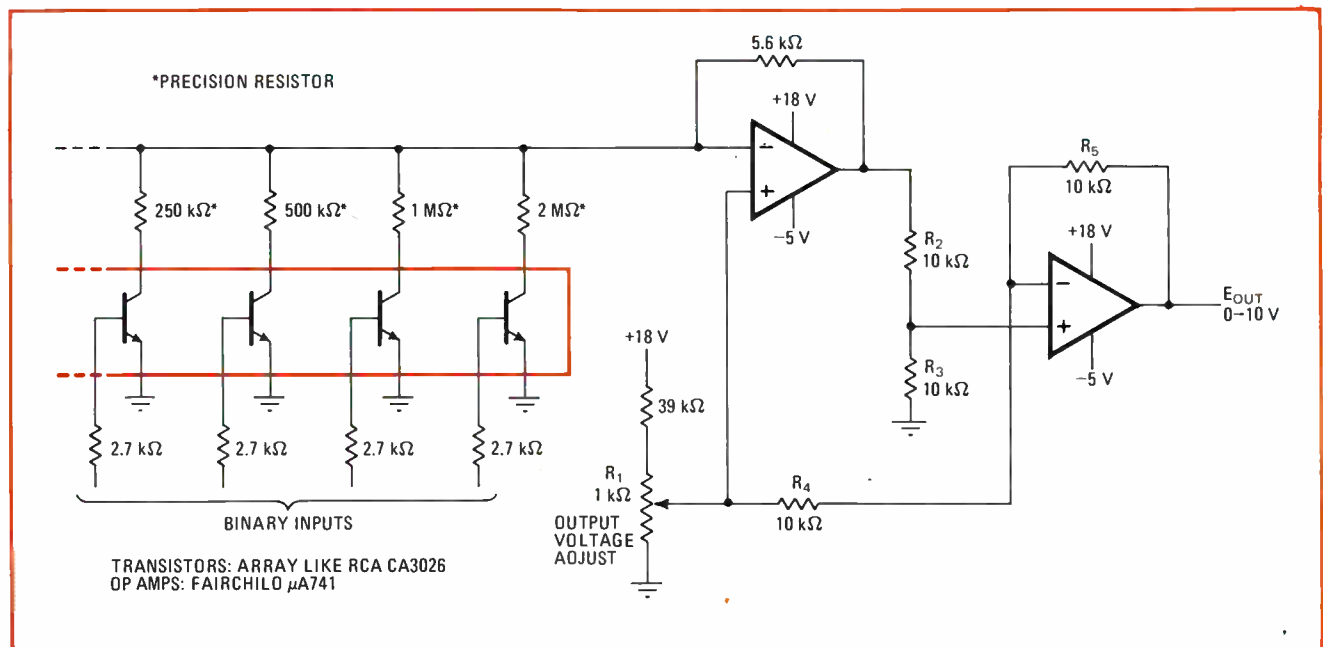 *PRECISION RESISTOR
5.6 kΩ
+18 V
−
+
−5 V
250 kΩ*
500 kΩ*
1 MΩ*
2 MΩ*
R5
10 kΩ
R2
10 kΩ
+18 V
−
+
−5 V
EOUT
0–10 V
R3
10 kΩ
+18 V
39 kΩ
2.7 kΩ
2.7 kΩ
2.7 kΩ
2.7 kΩ
R1
1 kΩ
OUTPUT
VOLTAGE
ADJUST
R4
10 kΩ
BINARY INPUTS
TRANSISTORS: ARRAY LIKE RCA CA3026
OP AMPS: FAIRCHILO μA741